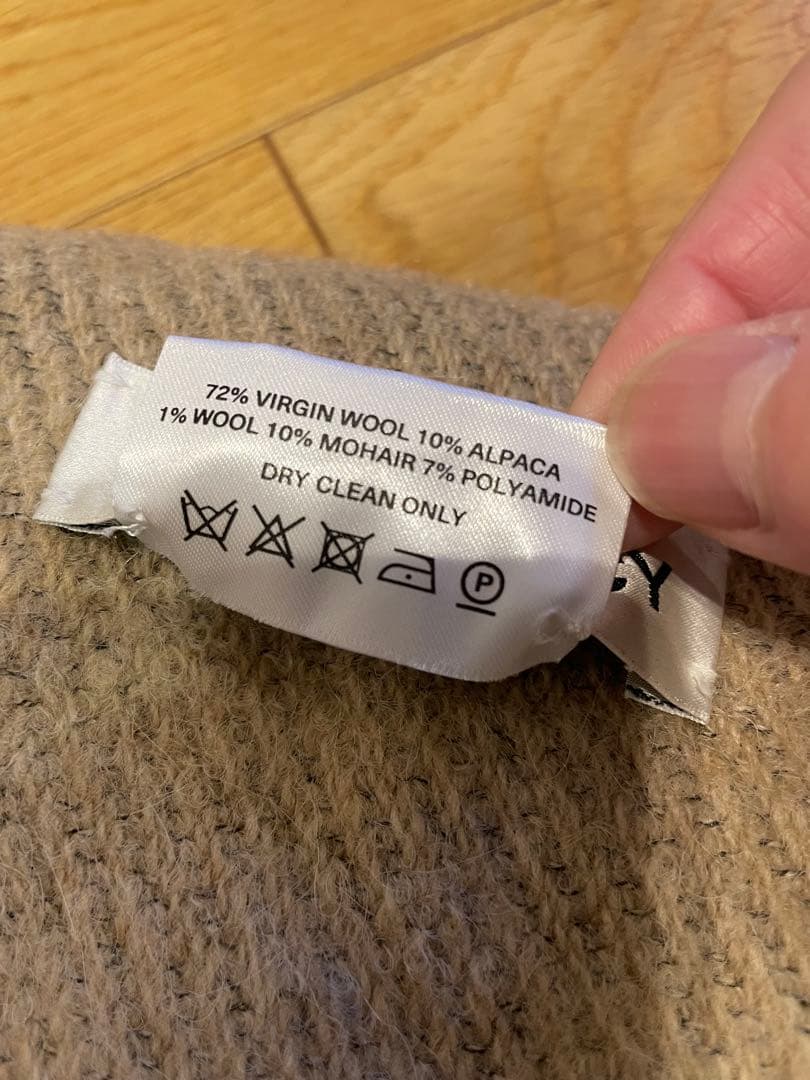 72% VIRGIN WOOL 10% ALPACA
1% WOOL 10% MOHAIR 7% POLYAMIDE
DRY CLEAN ONLY
P